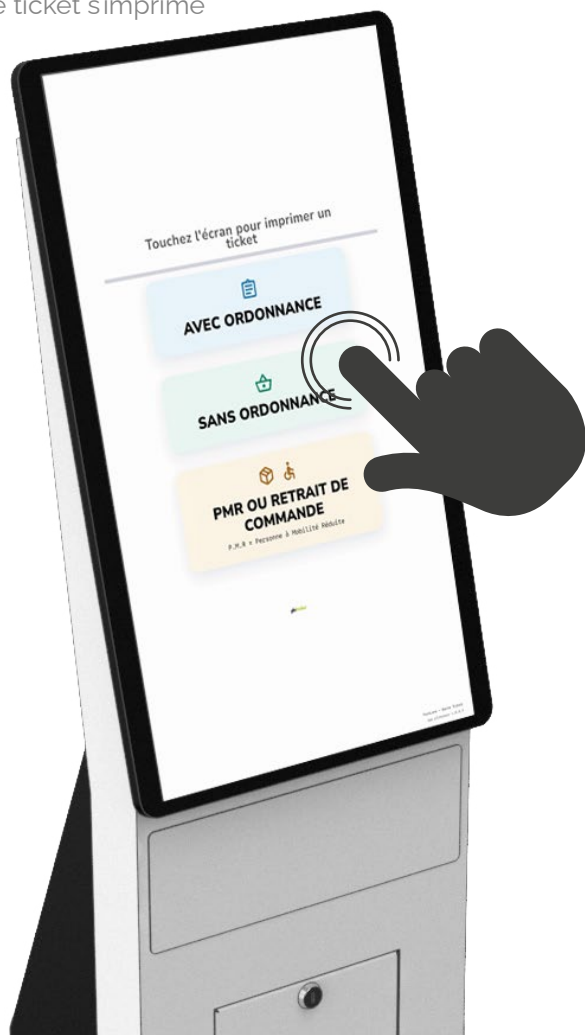 ticket s'imprime
Touchez l'écran pour imprimer un
ticket
AVEC ORDONNANCE
SANS ORDONNANCE
PMR OU RETRAIT DE
COMMANDE
P.M.R = Personne à Mobilité Réduite